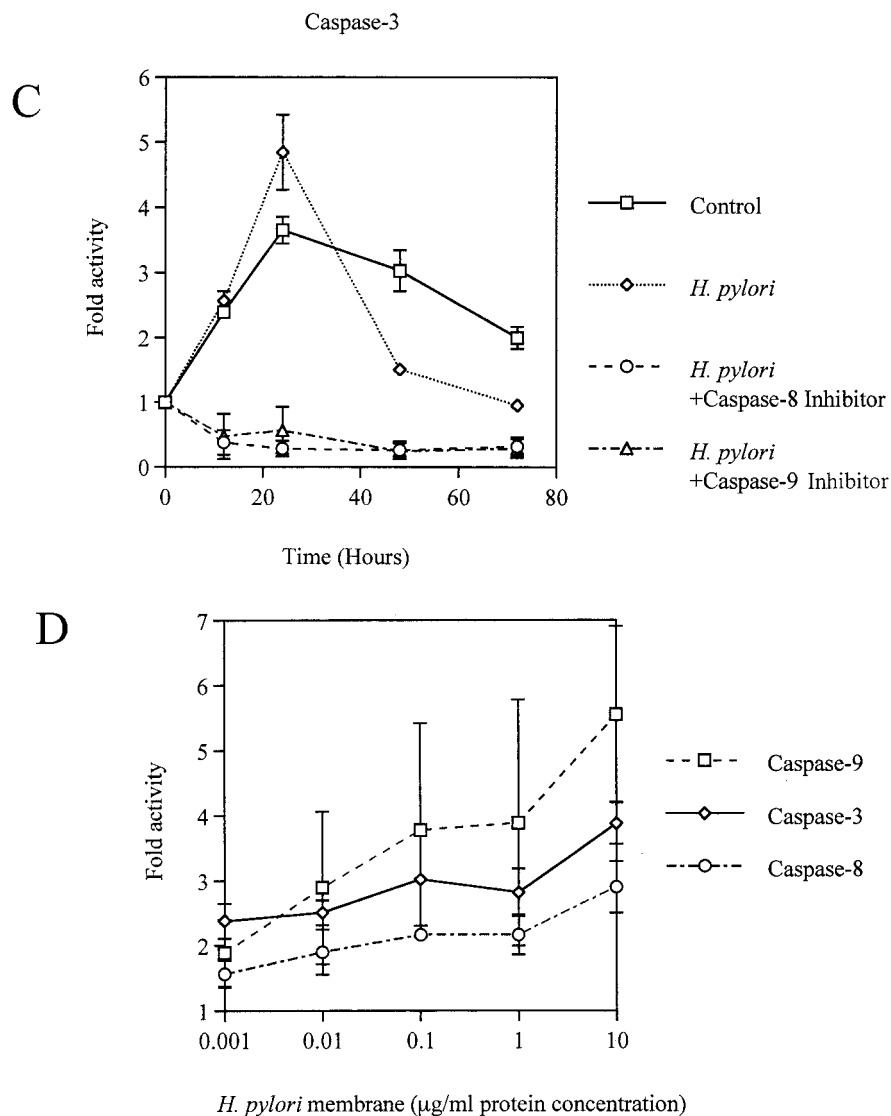 Caspase-3
C
6
5
4
3
2
1
0
Fold activity
0 20 40 60 80
Time (Hours)
Control
H. pylori
H. pylori
+Caspase-8 Inhibitor
H. pylori
+Caspase-9 Inhibitor
D
7
6
5
4
3
2
1
Fold activity
0.001 0.01 0.1 1 10
H. pylori membrane (μg/ml protein concentration)
Caspase-9
Caspase-3
Caspase-8